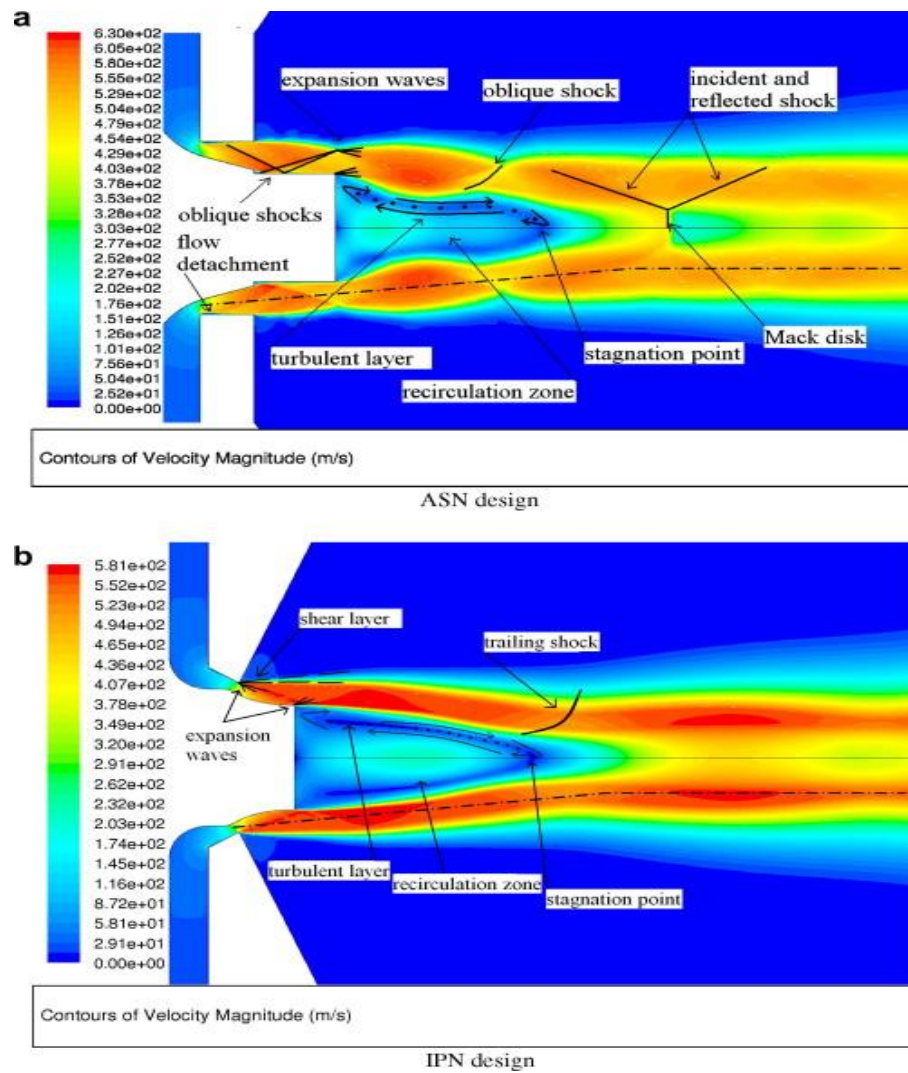 a
6.30e+02
6.05e+02
5.80e+02
5.55e+02
5.29e+02
5.04e+02
4.79e+02
4.54e+02
4.29e+02
4.03e+02
3.78e+02
3.53e+02
3.28e+02
3.03e+02
2.77e+02
2.52e+02
2.27e+02
2.02e+02
1.76e+02
1.51e+02
1.26e+02
1.01e+02
7.56e+01
5.04e+01
2.52e+01
0.00e+00
expansion waves
oblique shock
incident and
reflected shock
oblique shocks
flow
detachment
turbulent layer
recirculation zone
stagnation point
Mack disk
Contours of Velocity Magnitude (m/s)
ASN design
b
5.81e+02
5.52e+02
5.23e+02
4.94e+02
4.65e+02
4.36e+02
4.07e+02
3.78e+02
3.49e+02
3.20e+02
2.91e+02
2.62e+02
2.32e+02
2.03e+02
1.74e+02
1.45e+02
1.16e+02
8.72e+01
5.81e+01
2.91e+01
0.00e+00
shear layer
trailing shock
expansion
waves
turbulent layer
recirculation zone
stagnation point
Contours of Velocity Magnitude (m/s)
IPN design